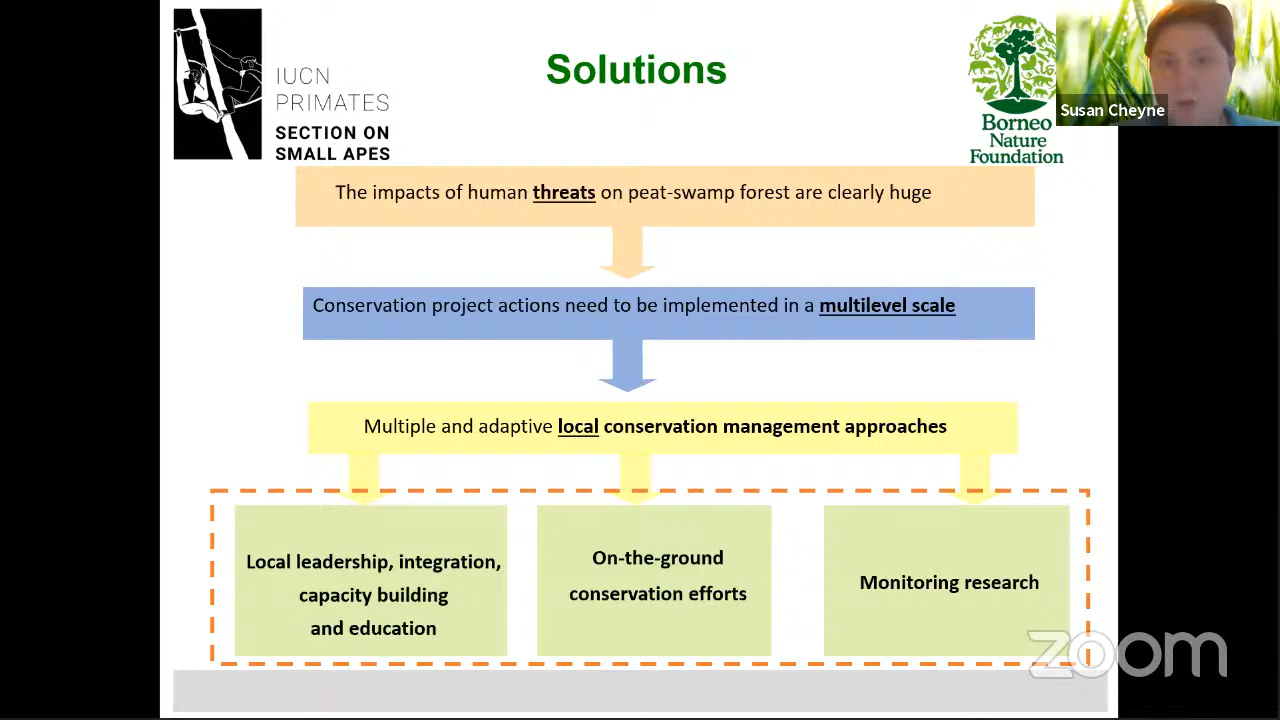 Solutions
IUCN
PRIMATES
SECTION ON
SMALL APES
Borneo
Nature
Foundation
Susan Cheyne
The impacts of human threats on peat-swamp forest are clearly huge
Conservation project actions need to be implemented in a multilevel scale
Multiple and adaptive local conservation management approaches
Local leadership, integration,
capacity building
and education
On-the-ground
conservation efforts
Monitoring research
zoom